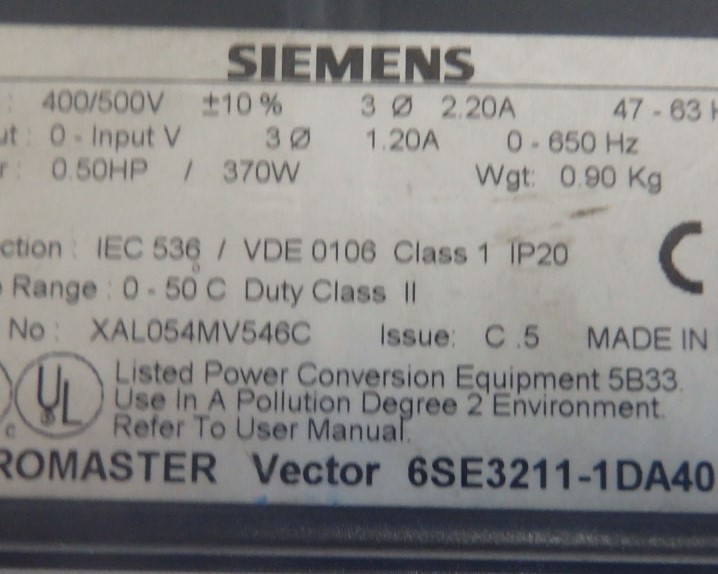 SIEMENS
: 400/500V ±10 % 3 Ø 2.20A 47 - 63 H
ut : 0 - Input V 3 Ø 1.20A 0 - 650 Hz
r : 0.50HP / 370W Wgt: 0.90 Kg
ction : IEC 536 / VDE 0106 Class 1 IP20
Range : 0 - 50°C Duty Class II
No : XAL054MV546C Issue: C .5 MADE IN
UL Listed Power Conversion Equipment 5B33.
Use In A Pollution Degree 2 Environment.
c Refer To User Manual.
ROMASTER Vector 6SE3211-1DA40